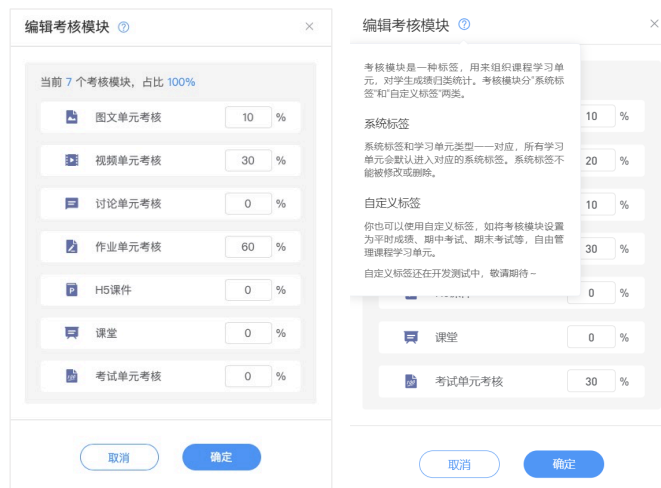 编辑考核模块
当前 7 个考核模块，占比 100%
图文单元考核 10 %
视频单元考核 30 %
讨论单元考核 0 %
作业单元考核 60 %
H5课件 0 %
课堂 0 %
考试单元考核 0 %
取消 确定
编辑考核模块
考核模块是一种标签，用来组织课程学习单
元，对学生成绩归类统计。考核模块分"系统标
签"和"自定义标签"两类。
系统标签
系统标签和学习单元类型一一对应，所有学习
单元会默认进入对应的系统标签。系统标签不
能被修改或删除。
自定义标签
你也可以使用自定义标签，如将考核模块设置
为平时成绩、期中考试、期末考试等，自由管
理课程学习单元。
自定义标签还在开发测试中，敬请期待~
10 %
20 %
10 %
30 %
0 %
课堂 0 %
考试单元考核 30 %
取消 确定